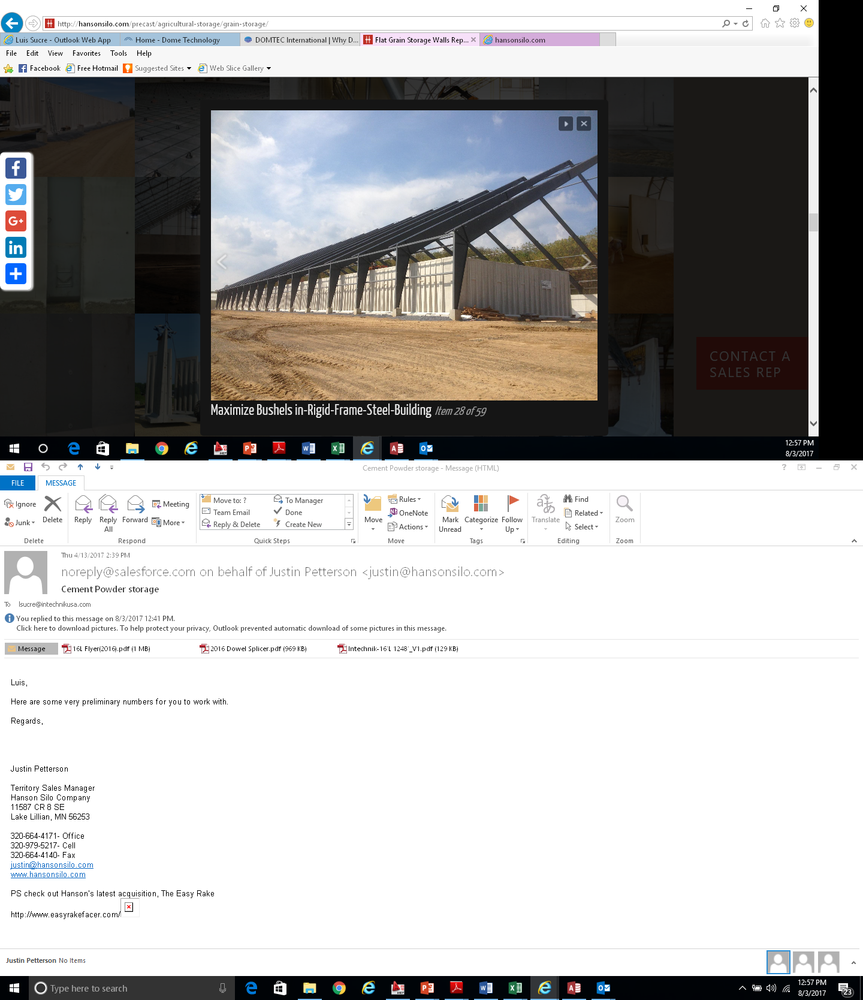 http://hansonsilo.com/precast/agricultural-storage/grain-storage/
Luis Sucre - Outlook Web App
Home - Dome Technology
DOMTEC International | Why D...
Flat Grain Storage Walls Rep...
hansonsilo.com
File Edit View Favorites Tools Help
Facebook Free Hotmail Suggested Sites Web Slice Gallery
CONTACT A
SALES REP
Maximize Bushels in-Rigid-Frame-Steel-Building Item 28 of 59
12:57 PM
8/3/2017
Cement Powder storage - Message (HTML)
FILE MESSAGE
Ignore
Junk
Delete
Delete
Reply
Reply All
Forward
Meeting
More
Respond
Move to: ?
Team Email
Reply & Delete
To Manager
Done
Create New
Quick Steps
Move
Rules
OneNote
Actions
Move
Mark Unread
Categorize
Follow Up
Tags
Translate
Find
Related
Select
Editing
Zoom
Zoom
Thu 4/13/2017 2:39 PM
noreply@salesforce.com on behalf of Justin Petterson <justin@hansonsilo.com>
Cement Powder storage
To lsucre@intechnikusa.com
You replied to this message on 8/3/2017 12:41 PM.
Click here to download pictures. To help protect your privacy, Outlook prevented automatic download of some pictures in this message.
Message 16L Flyer(2016).pdf (1 MB) 2016 Dowel Splicer.pdf (969 KB) Intechnik-16'L 1248'_V1.pdf (129 KB)
Luis,
Here are some very preliminary numbers for you to work with.
Regards,
Justin Petterson
Territory Sales Manager
Hanson Silo Company
11587 CR 8 SE
Lake Lillian, MN 56253
320-664-4171- Office
320-979-5217- Cell
320-664-4140- Fax
justin@hansonsilo.com
www.hansonsilo.com
PS check out Hanson's latest acquisition, The Easy Rake
http://www.easyrakefacer.com/
Justin Petterson No Items
Type here to search
12:57 PM
8/3/2017
23